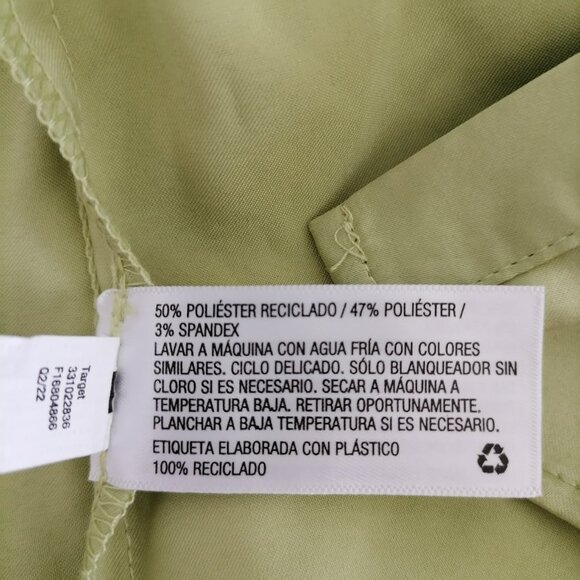 50% POLIÉSTER RECICLADO / 47% POLIÉSTER /
3% SPANDEX
LAVAR A MÁQUINA CON AGUA FRÍA CON COLORES
SIMILARES. CICLO DELICADO. SÓLO BLANQUEADOR SIN
CLORO SI ES NECESARIO. SECAR A MÁQUINA A
TEMPERATURA BAJA. RETIRAR OPORTUNAMENTE.
PLANCHAR A BAJA TEMPERATURA SI ES NECESARIO.
ETIQUETA ELABORADA CON PLÁSTICO
100% RECICLADO
Target
331022836
F16804866
02/22